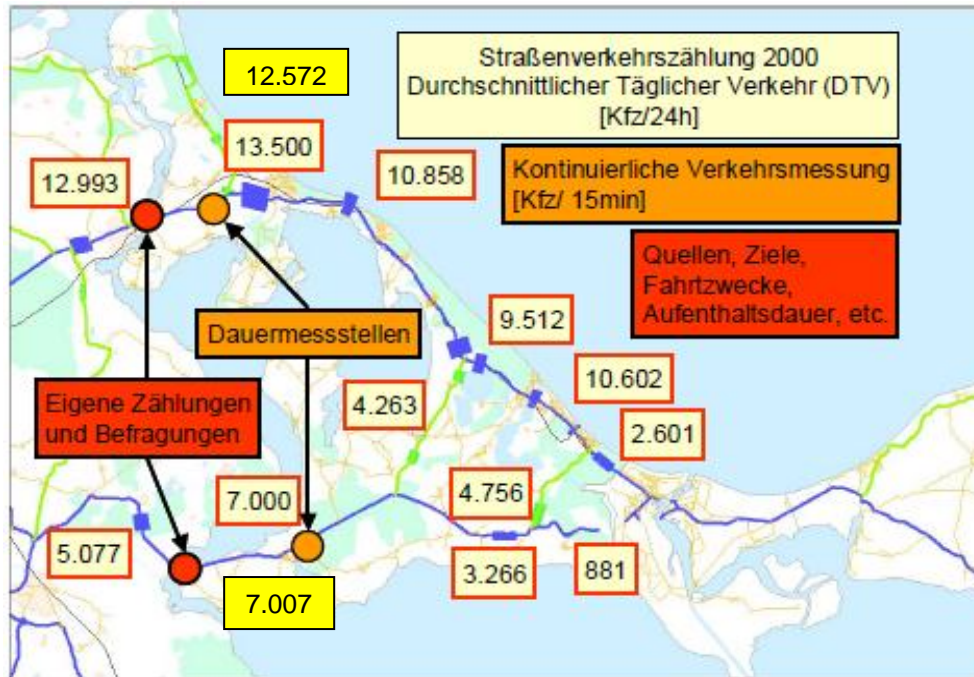 12.572
Straßenverkehrszählung 2000
Durchschnittlicher Täglicher Verkehr (DTV)
[Kfz/24h]
13.500
12.993
10.858
Kontinuierliche Verkehrsmessung
[Kfz/ 15min]
Quellen, Ziele,
Fahrtzwecke,
Aufenthaltsdauer, etc.
Dauermessstellen
9.512
Eigene Zählungen
und Befragungen
4.263
10.602
2.601
7.000
4.756
5.077
3.266
881
7.007